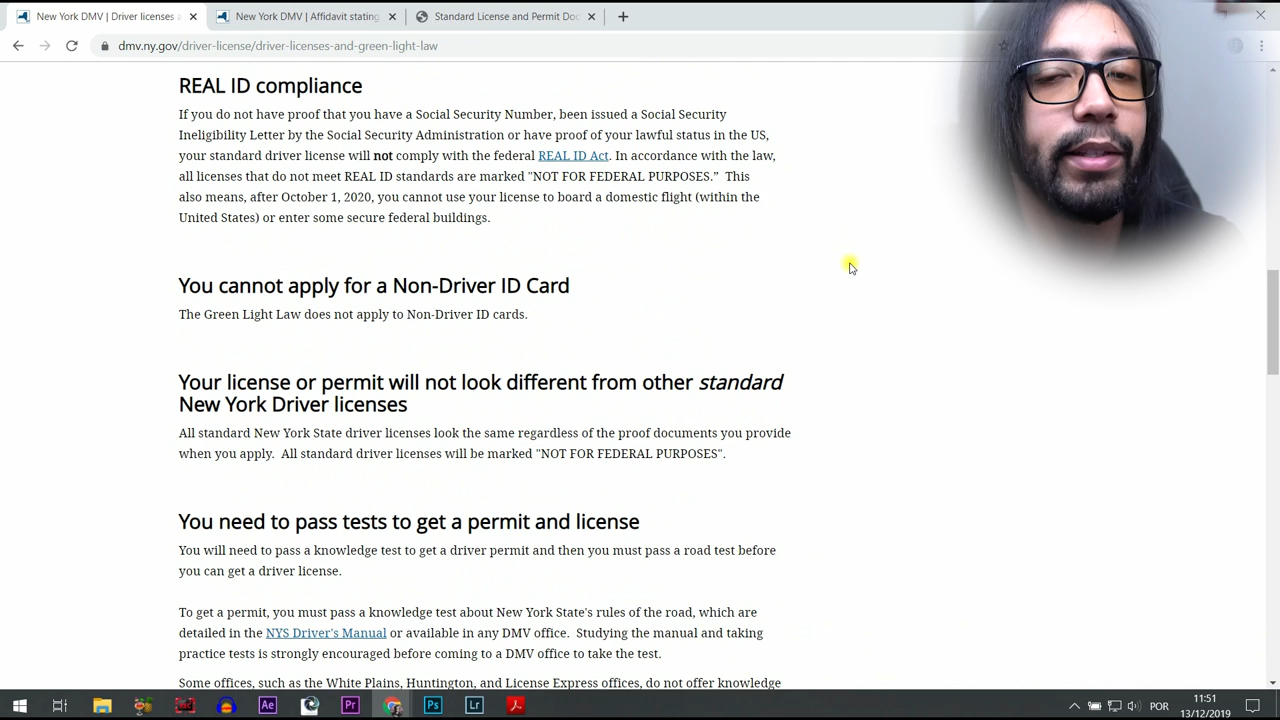 New York DMV | Driver licenses a
New York DMV | Affidavit stating
Standard License and Permit Doc
dmv.ny.gov/driver-license/driver-licenses-and-green-light-law
REAL ID compliance
If you do not have proof that you have a Social Security Number, been issued a Social Security
Ineligibility Letter by the Social Security Administration or have proof of your lawful status in the US,
your standard driver license will not comply with the federal REAL ID Act. In accordance with the law,
all licenses that do not meet REAL ID standards are marked "NOT FOR FEDERAL PURPOSES.” This
also means, after October 1, 2020, you cannot use your license to board a domestic flight (within the
United States) or enter some secure federal buildings.
You cannot apply for a Non-Driver ID Card
The Green Light Law does not apply to Non-Driver ID cards.
Your license or permit will not look different from other standard
New York Driver licenses
All standard New York State driver licenses look the same regardless of the proof documents you provide
when you apply. All standard driver licenses will be marked "NOT FOR FEDERAL PURPOSES".
You need to pass tests to get a permit and license
You will need to pass a knowledge test to get a driver permit and then you must pass a road test before
you can get a driver license.
To get a permit, you must pass a knowledge test about New York State's rules of the road, which are
detailed in the NYS Driver's Manual or available in any DMV office. Studying the manual and taking
practice tests is strongly encouraged before coming to a DMV office to take the test.
Some offices, such as the White Plains, Huntington, and License Express offices, do not offer knowledge
Ae
Pr
Ps
Lr
POR
11:51
13/12/2019